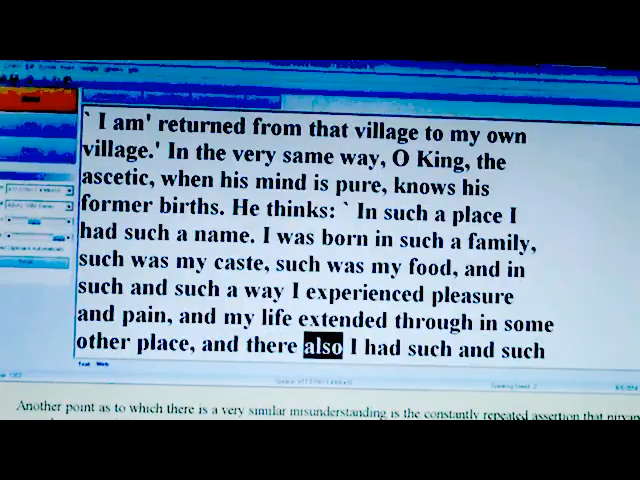 ` I am' returned from that village to my own
village.' In the very same way, O King, the
ascetic, when his mind is pure, knows his
former births. He thinks: ` In such a place I
had such a name. I was born in such a family,
such was my caste, such was my food, and in
such and such a way I experienced pleasure
and pain, and my life extended through in some
other place, and there also I had such and such
Another point as to which there is a very similar misunderstanding is the constantly repeated assertion that nirvan